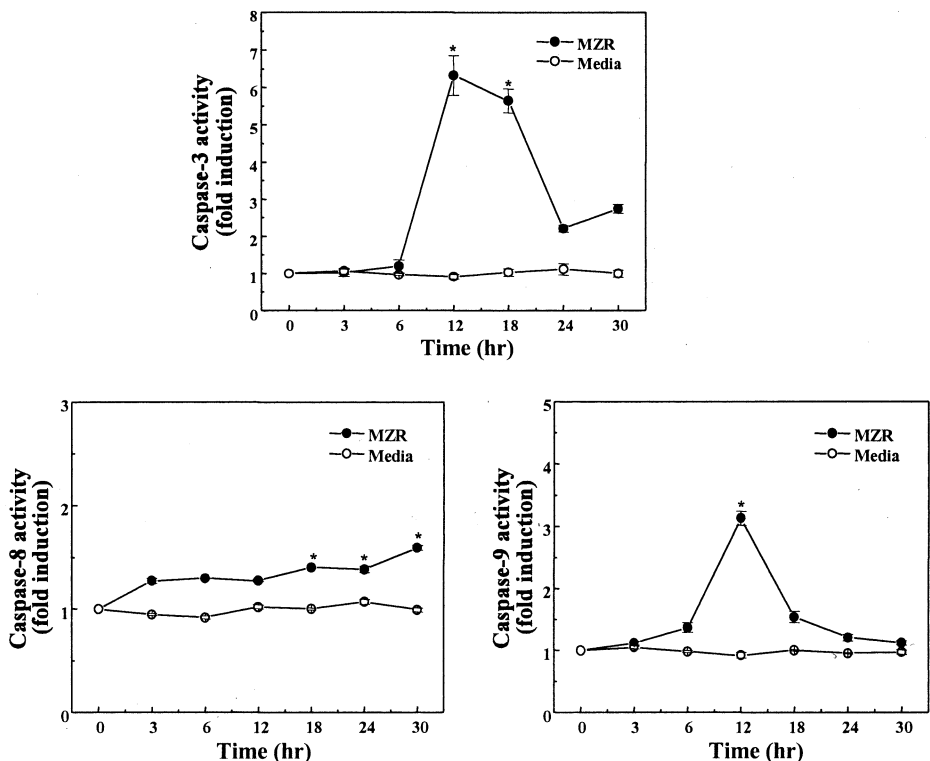 Caspase-3 activity
(fold induction)
8
7
6
5
4
3
2
1
0
MZR
Media
*
*
0 3 6 12 18 24 30
Time (hr)
Caspase-8 activity
(fold induction)
3
2
1
0
MZR
Media
*
*
*
0 3 6 12 18 24 30
Time (hr)
Caspase-9 activity
(fold induction)
5
4
3
2
1
0
MZR
Media
*
0 3 6 12 18 24 30
Time (hr)